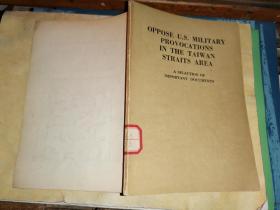 OPPOSE U.S. MILITARY
PROVOCATIONS
IN THE TAIWAN
STRAITS AREA
A SELECTION OF
IMPORTANT DOCUMENTS